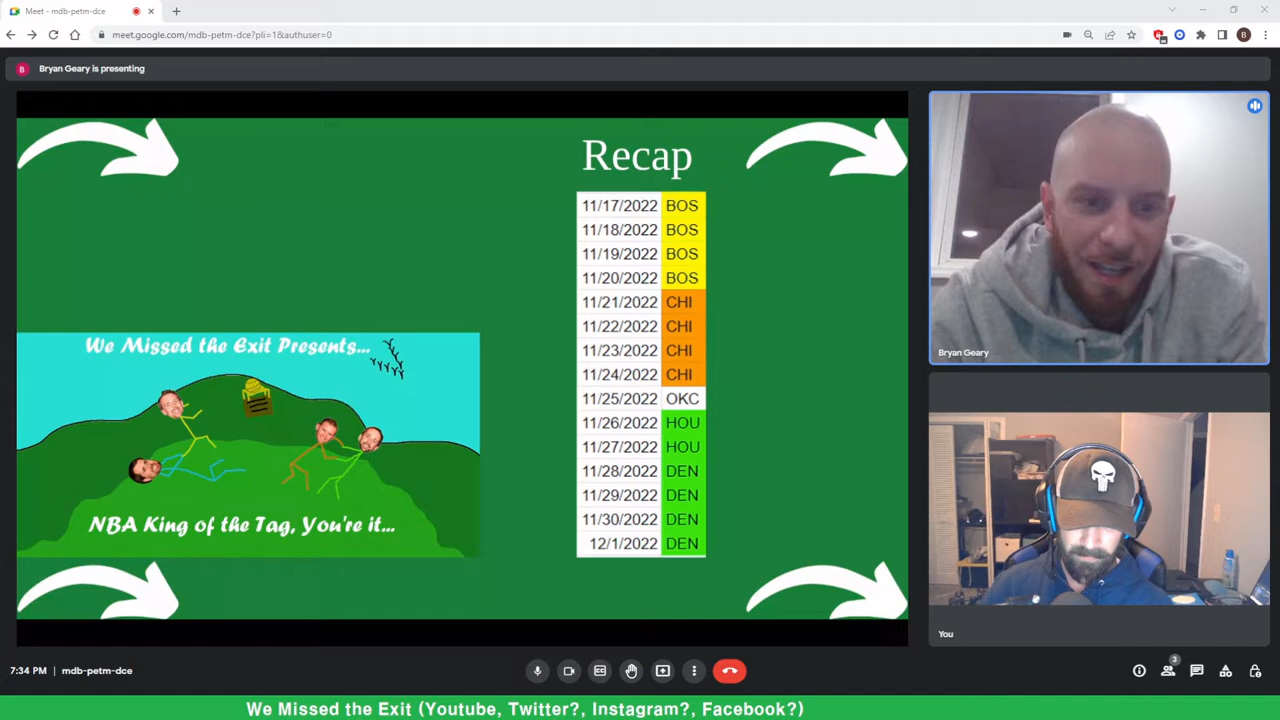 Meet - mdb-petm-dce
meet.google.com/mdb-petm-dce?pli=1&authuser=0
B
B Bryan Geary is presenting
Recap
11/17/2022 BOS
11/18/2022 BOS
11/19/2022 BOS
11/20/2022 BOS
11/21/2022 CHI
11/22/2022 CHI
11/23/2022 CHI
11/24/2022 CHI
11/25/2022 OKC
11/26/2022 HOU
11/27/2022 HOU
11/28/2022 DEN
11/29/2022 DEN
11/30/2022 DEN
12/1/2022 DEN
We Missed the Exit Presents...
NBA King of the Tag, You're it...
Bryan Geary
You
7:34 PM | mdb-petm-dce
3
We Missed the Exit (Youtube, Twitter?, Instagram?, Facebook?)